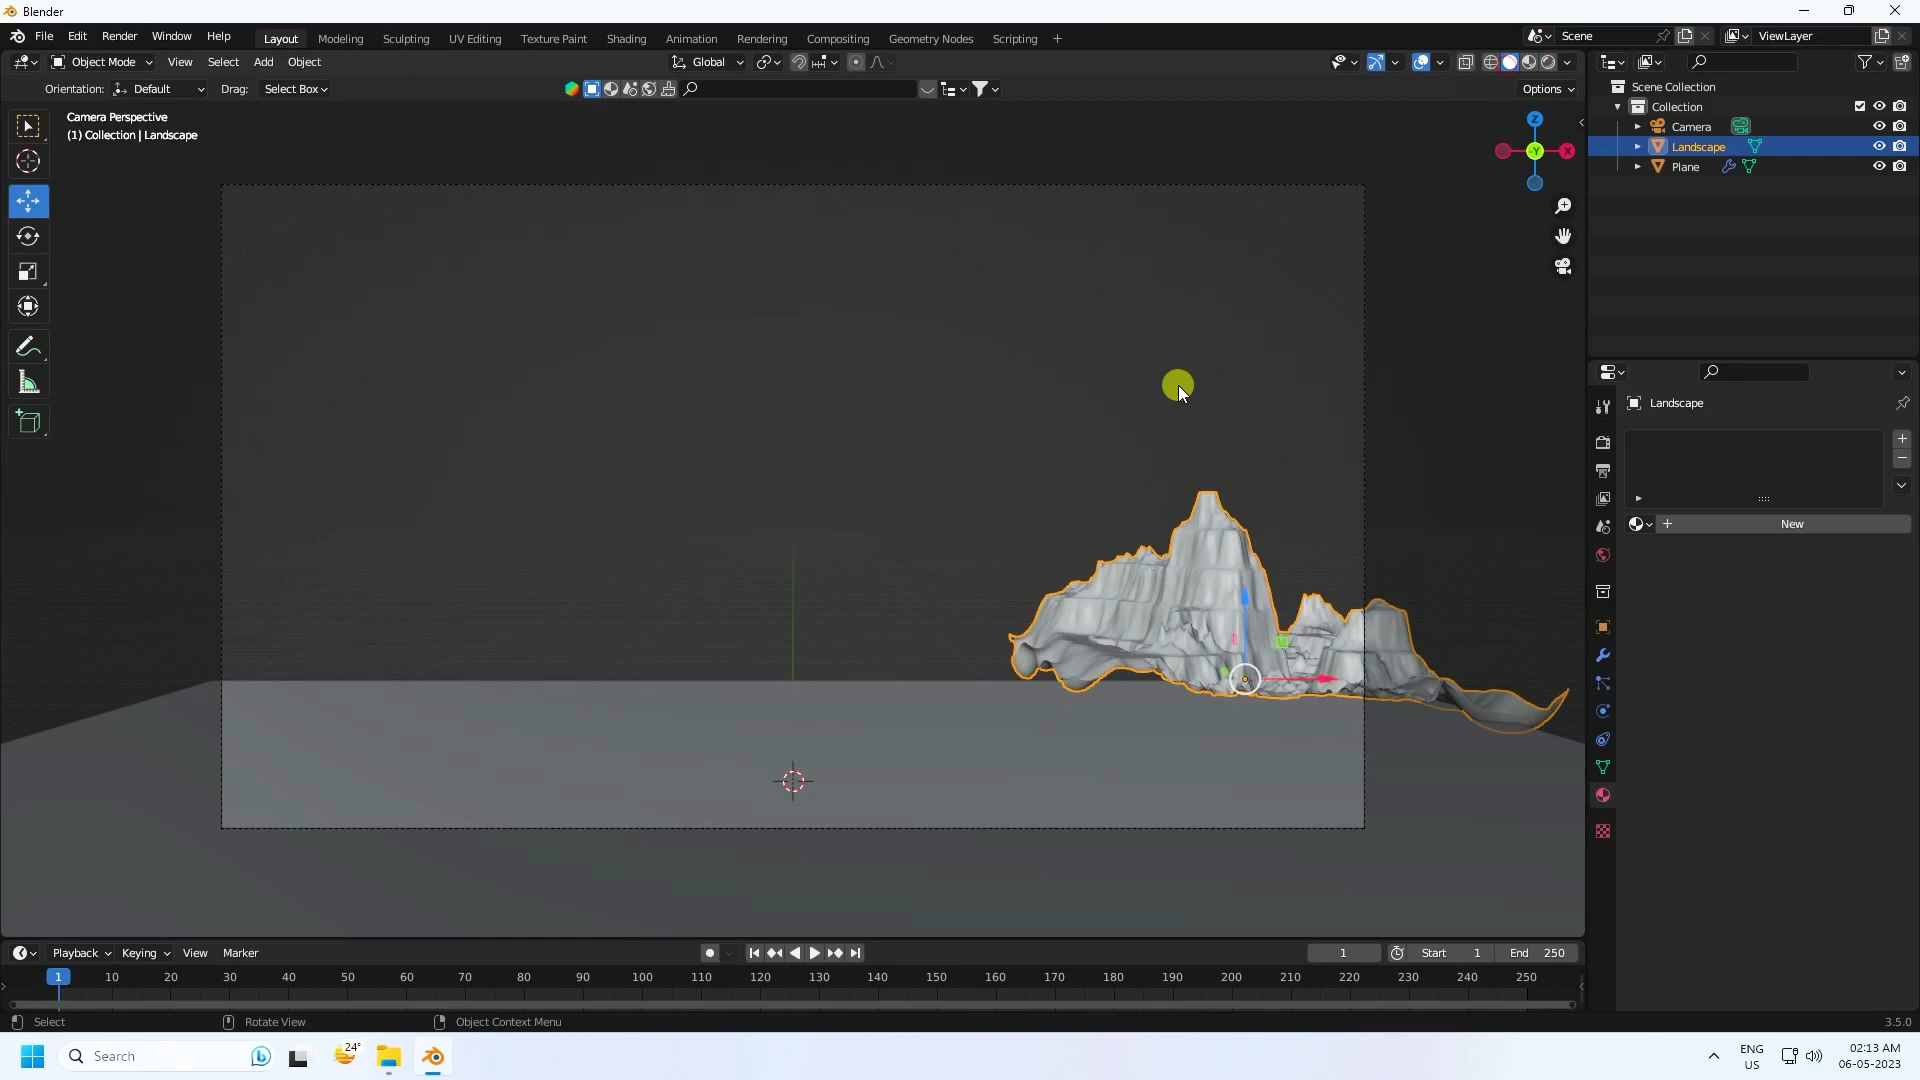 Blender
File Edit Render Window Help
Layout Modeling Sculpting UV Editing Texture Paint Shading Animation Rendering Compositing Geometry Nodes Scripting +
Scene
ViewLayer
Object Mode View Select Add Object
Global
Orientation: Default Drag: Select Box
Options
Camera Perspective
(1) Collection | Landscape
Z
-Y
X
Scene Collection
Collection
Camera
Landscape
Plane
Landscape
New
Playback Keying View Marker
1 Start 1 End 250
1 10 20 30 40 50 60 70 80 90 100 110 120 130 140 150 160 170 180 190 200 210 220 230 240 250
Select Rotate View Object Context Menu
3.5.0
Search
24°
ENG
US
02:13 AM
06-05-2023